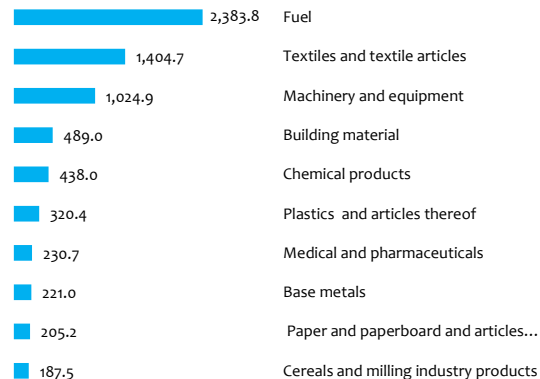 2,383.8 Fuel
1,404.7 Textiles and textile articles
1,024.9 Machinery and equipment
489.0 Building material
438.0 Chemical products
320.4 Plastics and articles thereof
230.7 Medical and pharmaceuticals
221.0 Base metals
205.2 Paper and paperboard and articles...
187.5 Cereals and milling industry products